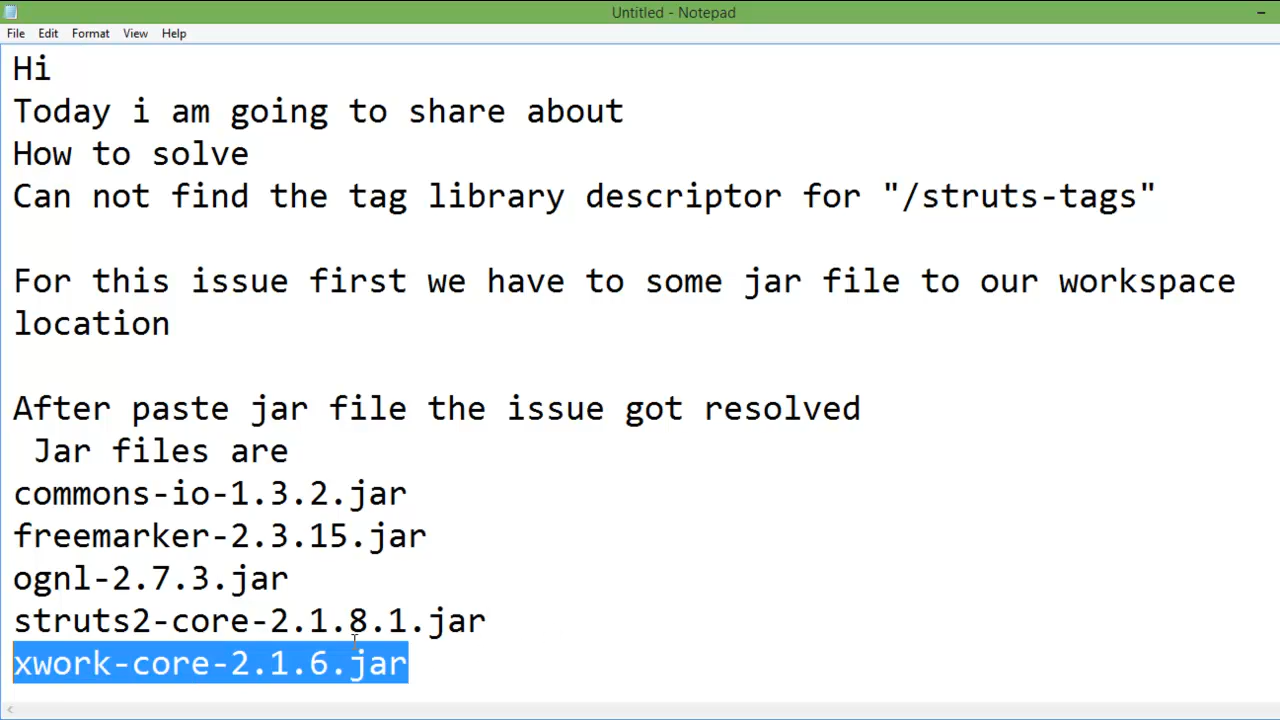 Untitled - Notepad
File Edit Format View Help
Hi
Today i am going to share about
How to solve
Can not find the tag library descriptor for "/struts-tags"
For this issue first we have to some jar file to our workspace
location
After paste jar file the issue got resolved
Jar files are
commons-io-1.3.2.jar
freemarker-2.3.15.jar
ognl-2.7.3.jar
struts2-core-2.1.8.1.jar
xwork-core-2.1.6.jar